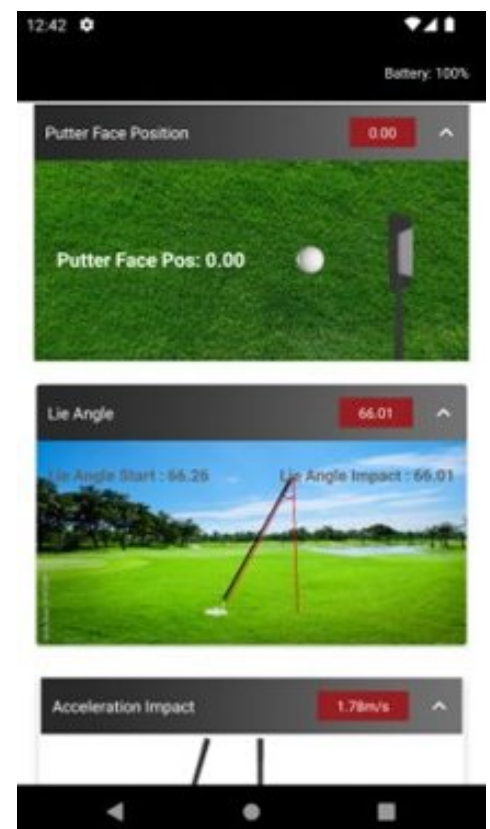 12:42
Battery: 100%
Putter Face Position 0.00
Putter Face Pos: 0.00
Lie Angle 66.01
Lie Angle Start : 66.26 Lie Angle Impact : 66.01
Acceleration Impact 1.78m/s